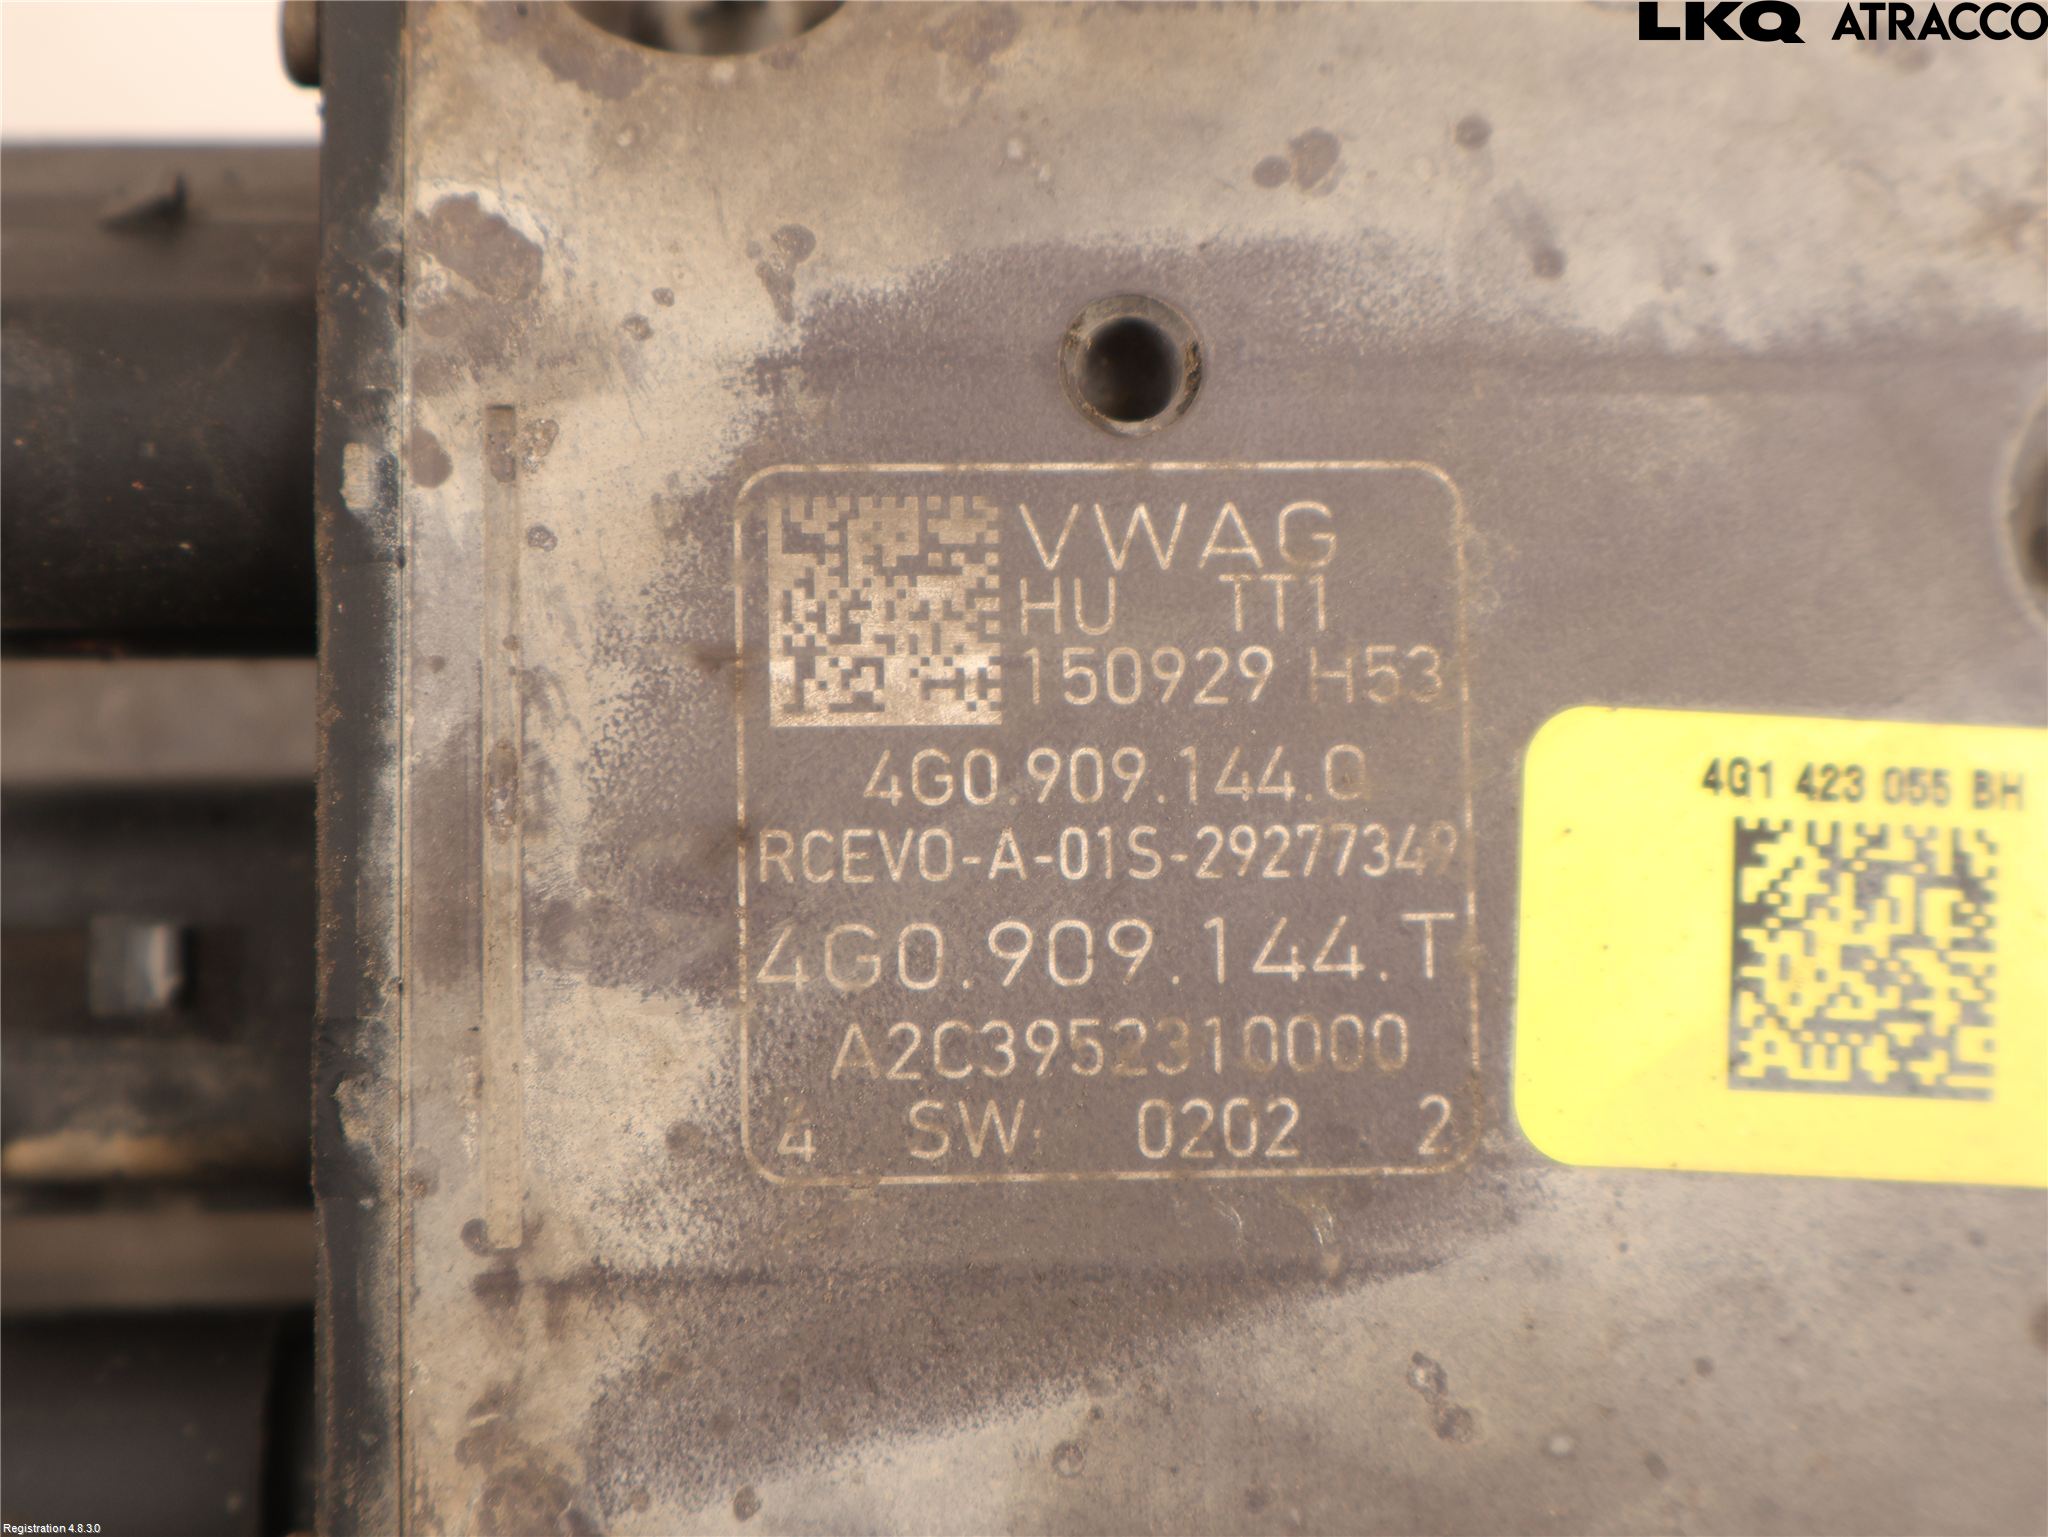 LKQ ATRACCO
VWAG
HU TT1
150929 H53
4G0.909.144.Q
RCEVO-A-01S-29277349
4G0.909.144.T
A2C3952310000
4 SW: 0202 2
4G1 423 055 BH
Registration 4.8.3.0